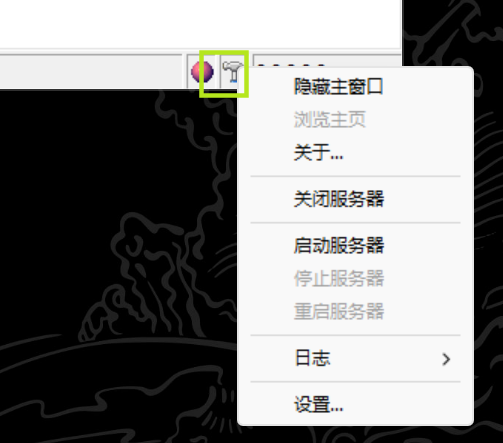 隐藏主窗口
浏览主页
关于...
关闭服务器
启动服务器
停止服务器
重启服务器
日志
设置...